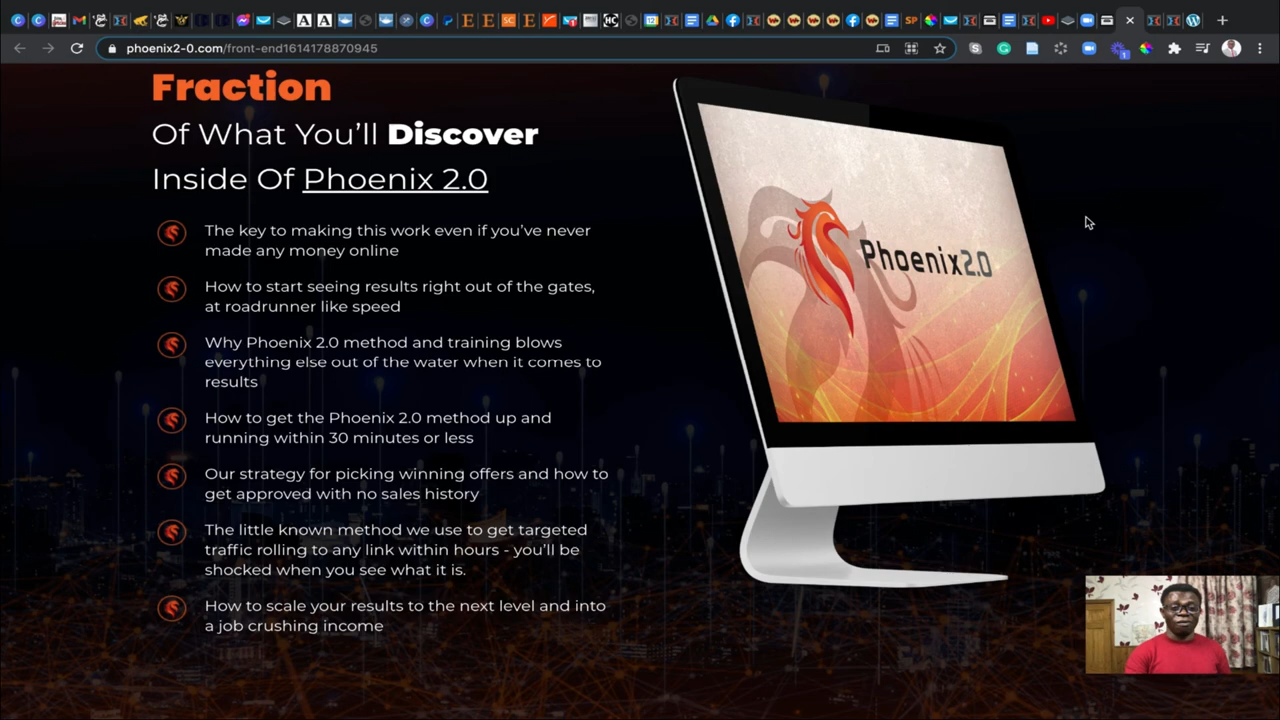 phoenix2-0.com/front-end1614178870945
Fraction
Of What You'll Discover
Inside Of Phoenix 2.0
The key to making this work even if you've never
made any money online
How to start seeing results right out of the gates,
at roadrunner like speed
Why Phoenix 2.0 method and training blows
everything else out of the water when it comes to
results
How to get the Phoenix 2.0 method up and
running within 30 minutes or less
Our strategy for picking winning offers and how to
get approved with no sales history
The little known method we use to get targeted
traffic rolling to any link within hours - you'll be
shocked when you see what it is.
How to scale your results to the next level and into
a job crushing income
Phoenix2.0